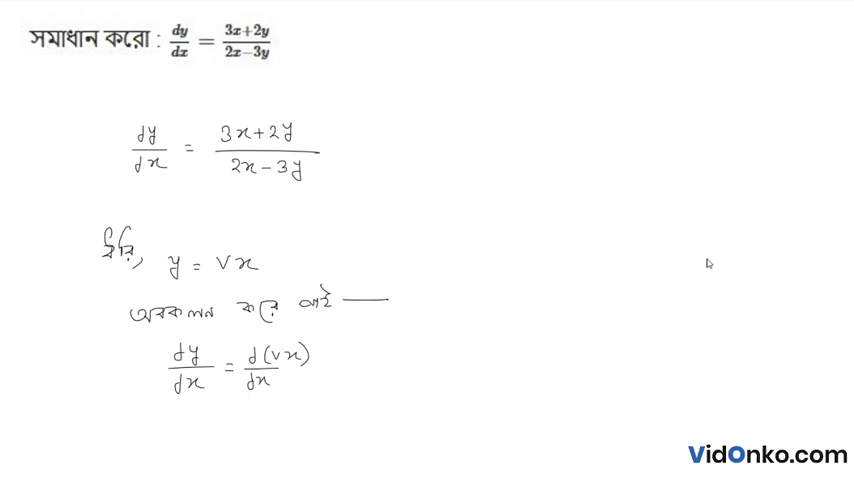 সমাধান করো : dy/dx = 3x+2y/2x−3y
dy/dx = 3x+2y/2x−3y
ধরি, y = vx
অবকলন করে পাই —
dy/dx = d(vx)/dx
VidOnko.com